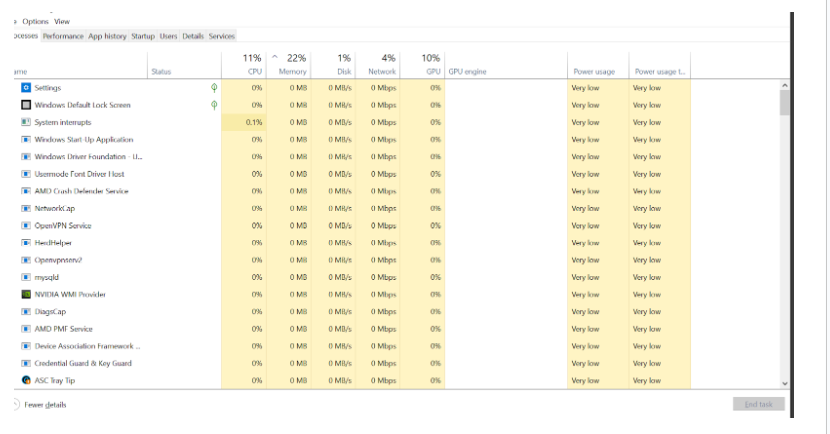 Options View
Performance App history Startup Users Details Services
11% 22% 1% 4% 10%
Status CPU Memory Disk Network GPU GPU engine Power usage Power usage t...
Settings 0% 0 MB 0 MB/s 0 Mbps 0% Very low Very low
Windows Default Lock Screen 0% 0 MB 0 MB/s 0 Mbps 0% Very low Very low
System interrupts 0.1% 0 MB 0 MB/s 0 Mbps 0% Very low Very low
Windows Start-Up Application 0% 0 MB 0 MB/s 0 Mbps 0% Very low Very low
Windows Driver Foundation - U... 0% 0 MB 0 MB/s 0 Mbps 0% Very low Very low
Usermode Font Driver Host 0% 0 MB 0 MB/s 0 Mbps 0% Very low Very low
AMD Crash Defender Service 0% 0 MB 0 MB/s 0 Mbps 0% Very low Very low
NetworkCap 0% 0 MB 0 MB/s 0 Mbps 0% Very low Very low
OpenVPN Service 0% 0 MB 0 MB/s 0 Mbps 0% Very low Very low
HerdHelper 0% 0 MB 0 MB/s 0 Mbps 0% Very low Very low
Openvpnserv2 0% 0 MB 0 MB/s 0 Mbps 0% Very low Very low
mysqld 0% 0 MB 0 MB/s 0 Mbps 0% Very low Very low
NVIDIA WMI Provider 0% 0 MB 0 MB/s 0 Mbps 0% Very low Very low
DiagsCap 0% 0 MB 0 MB/s 0 Mbps 0% Very low Very low
AMD PMF Service 0% 0 MB 0 MB/s 0 Mbps 0% Very low Very low
Device Association Framework ... 0% 0 MB 0 MB/s 0 Mbps 0% Very low Very low
Credential Guard & Key Guard 0% 0 MB 0 MB/s 0 Mbps 0% Very low Very low
ASC Tray Tip 0% 0 MB 0 MB/s 0 Mbps 0% Very low Very low
Fewer details End task